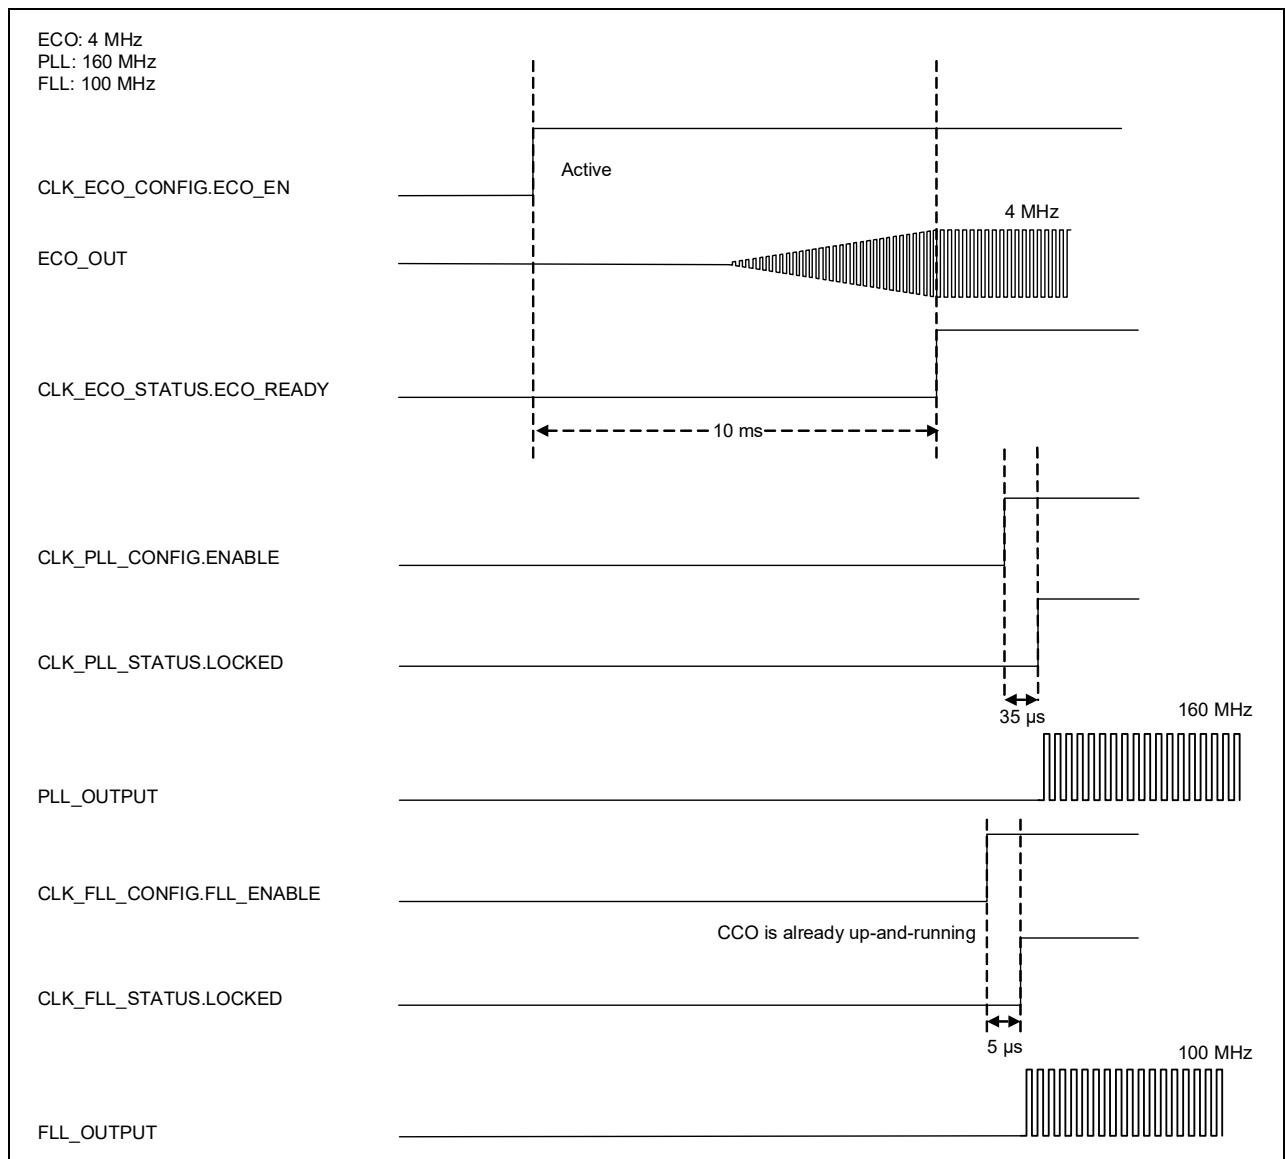 ECO: 4 MHz
PLL: 160 MHz
FLL: 100 MHz
Active
CLK_ECO_CONFIG.ECO_EN
4 MHz
ECO_OUT
CLK_ECO_STATUS.ECO_READY
10 ms
CLK_PLL_CONFIG.ENABLE
CLK_PLL_STATUS.LOCKED
35 µs
160 MHz
PLL_OUTPUT
CLK_FLL_CONFIG.FLL_ENABLE
CCO is already up-and-running
CLK_FLL_STATUS.LOCKED
5 µs
100 MHz
FLL_OUTPUT